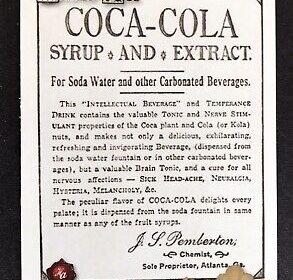 COCA-COLA
SYRUP • AND • EXTRACT.
For Soda Water and other Carbonated Beverages.
This "INTELLECTUAL BEVERAGE" and TEMPERANCE
DRINK contains the valuable TONIC and NERVE STIM-
ULANT properties of the Coca plant and Cola (or Kola)
nuts, and makes not only a delicious, exhilarating,
refreshing and invigorating Beverage, (dispensed from
the soda water fountain or in other carbonated bever-
ages), but a valuable Brain Tonic, and a cure for all
nervous affections — SICK HEAD-ACHE, NEURALGIA,
HYSTERIA, MELANCHOLY, &c.
The peculiar flavor of COCA-COLA delights every
palate; it is dispensed from the soda fountain in same
manner as any of the fruit syrups.
J. S. Pemberton,
Chemist,
Sole Proprietor, Atlanta, Ga.